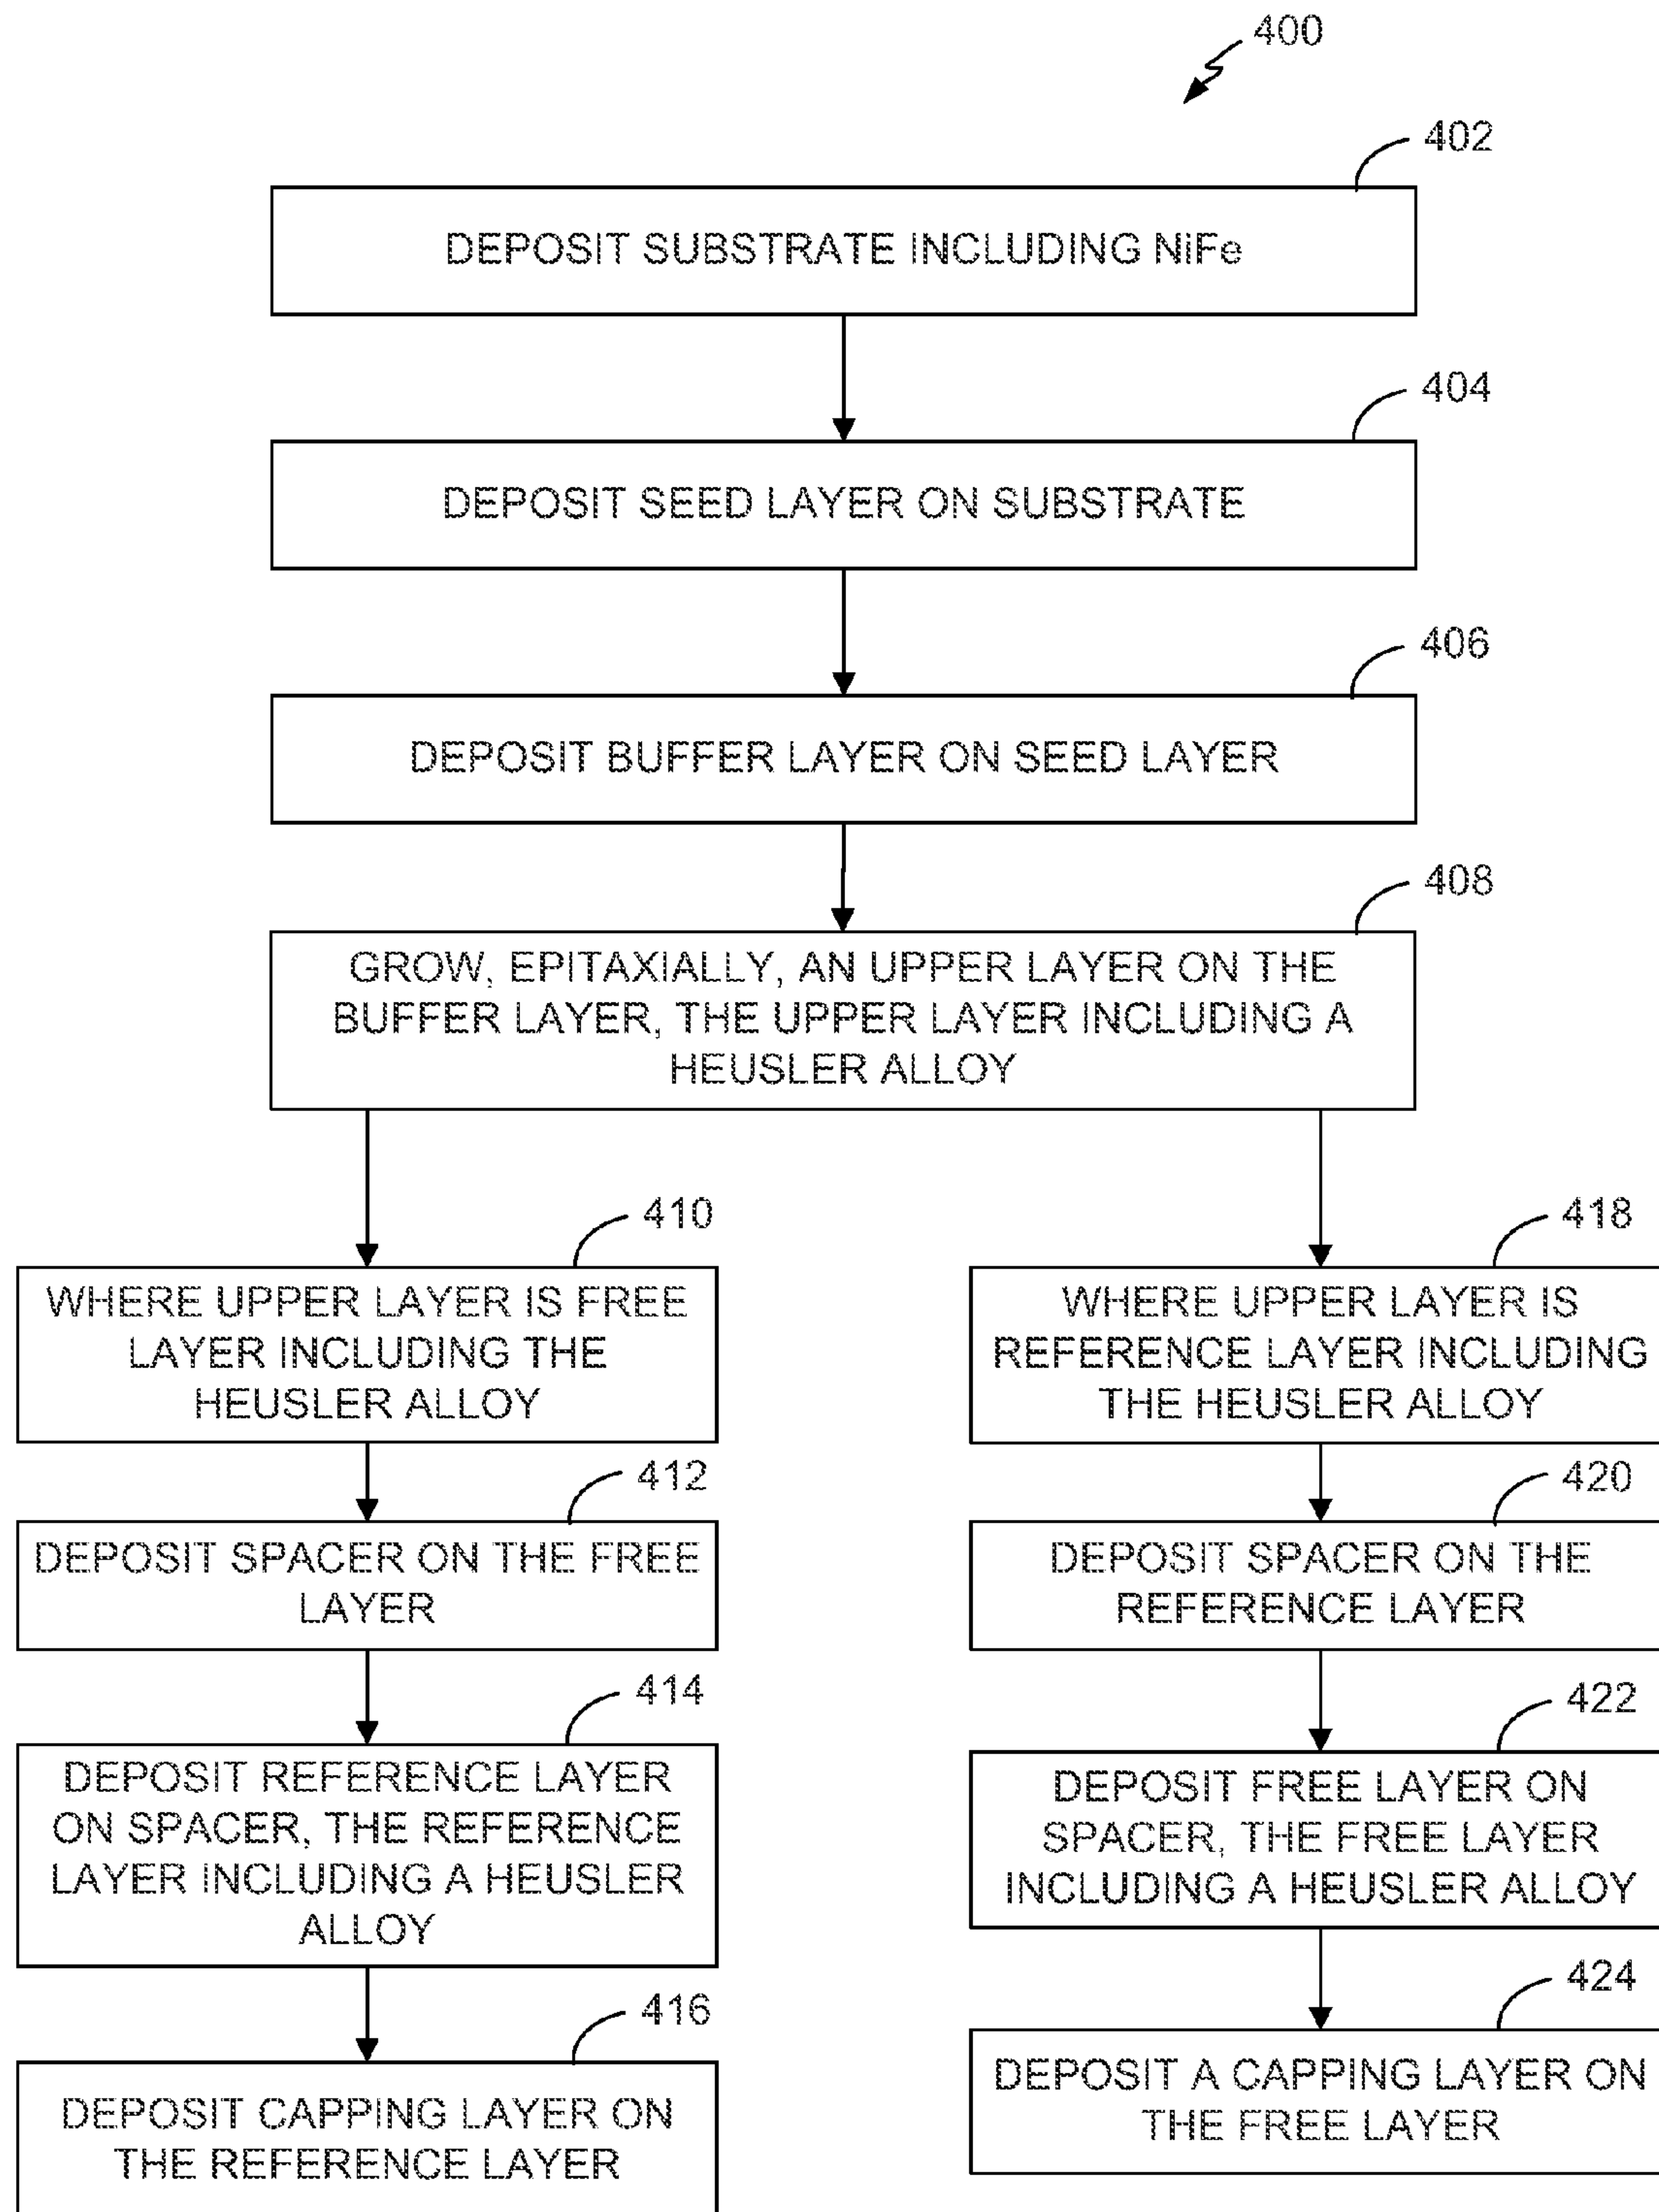 400
402
DEPOSIT SUBSTRATE INCLUDING NiFe
404
DEPOSIT SEED LAYER ON SUBSTRATE
406
DEPOSIT BUFFER LAYER ON SEED LAYER
408
GROW, EPITAXIALLY, AN UPPER LAYER ON THE
BUFFER LAYER, THE UPPER LAYER INCLUDING A
HEUSLER ALLOY
410
WHERE UPPER LAYER IS FREE
LAYER INCLUDING THE
HEUSLER ALLOY
412
DEPOSIT SPACER ON THE FREE
LAYER
414
DEPOSIT REFERENCE LAYER
ON SPACER, THE REFERENCE
LAYER INCLUDING A HEUSLER
ALLOY
416
DEPOSIT CAPPING LAYER ON
THE REFERENCE LAYER
418
WHERE UPPER LAYER IS
REFERENCE LAYER INCLUDING
THE HEUSLER ALLOY
420
DEPOSIT SPACER ON THE
REFERENCE LAYER
422
DEPOSIT FREE LAYER ON
SPACER, THE FREE LAYER
INCLUDING A HEUSLER ALLOY
424
DEPOSIT A CAPPING LAYER ON
THE FREE LAYER